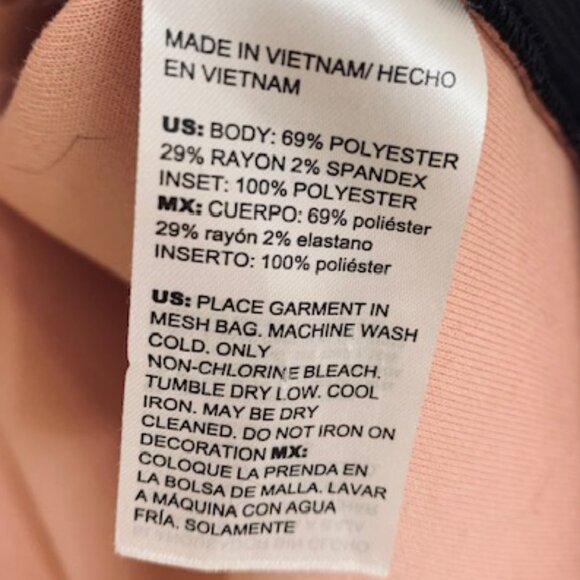 MADE IN VIETNAM/ HECHO
EN VIETNAM
US: BODY: 69% POLYESTER
29% RAYON 2% SPANDEX
INSET: 100% POLYESTER
MX: CUERPO: 69% poliéster
29% rayón 2% elastano
INSERTO: 100% poliéster
US: PLACE GARMENT IN
MESH BAG. MACHINE WASH
COLD. ONLY
NON-CHLORINE BLEACH.
TUMBLE DRY LOW. COOL
IRON. MAY BE DRY
CLEANED. DO NOT IRON ON
DECORATION MX:
COLOQUE LA PRENDA EN
LA BOLSA DE MALLA. LAVAR
A MÁQUINA CON AGUA
FRÍA. SOLAMENTE